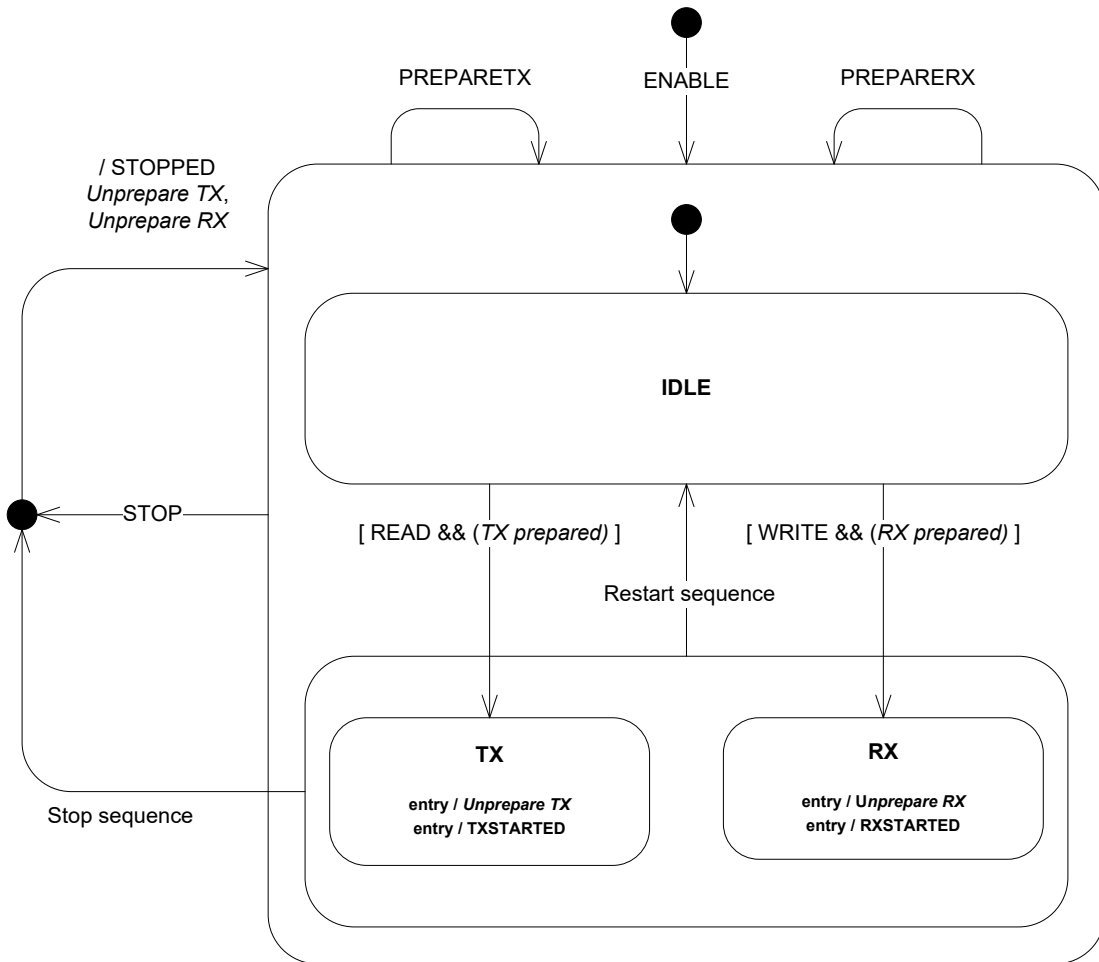 PREPARETX
ENABLE
PREPARERX
/ STOPPED
Unprepare TX,
Unprepare RX
IDLE
STOP
[ READ && (TX prepared) ]
[ WRITE && (RX prepared) ]
Restart sequence
TX
entry / Unprepare TX
entry / TXSTARTED
RX
entry / Unprepare RX
entry / RXSTARTED
Stop sequence